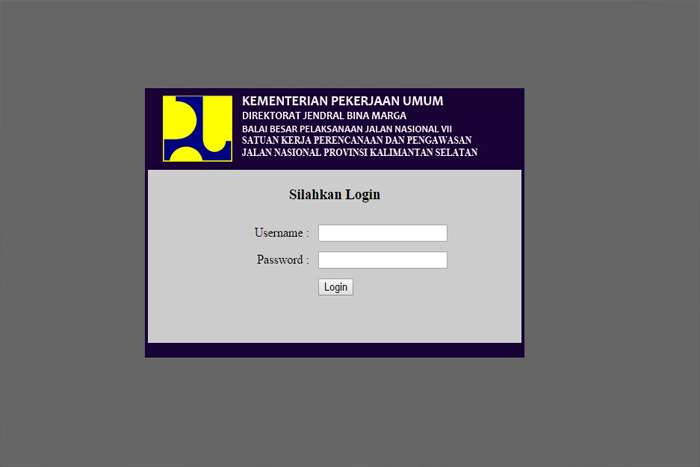 KEMENTERIAN PEKERJAAN UMUM
DIREKTORAT JENDRAL BINA MARGA
BALAI BESAR PELAKSANAAN JALAN NASIONAL VII
SATUAN KERJA PERENCANAAN DAN PENGAWASAN
JALAN NASIONAL PROVINSI KALIMANTAN SELATAN
Silahkan Login
Username :
Password :
Login